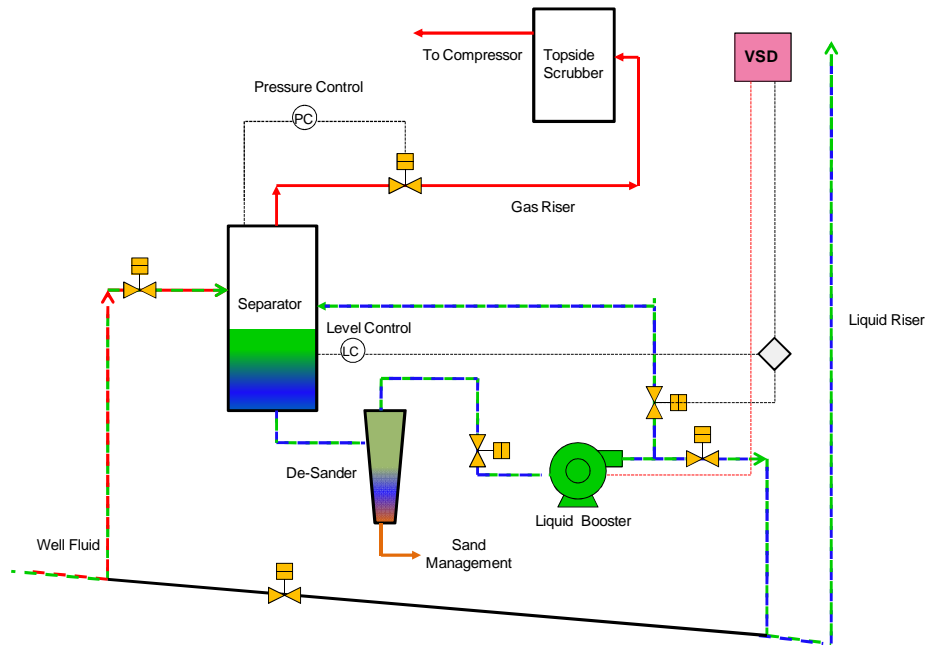 To Compressor
Topside
Scrubber
VSD
Pressure Control
PC
Gas Riser
Separator
Level Control
LC
Liquid Riser
De-Sander
Liquid Booster
Well Fluid
Sand
Management